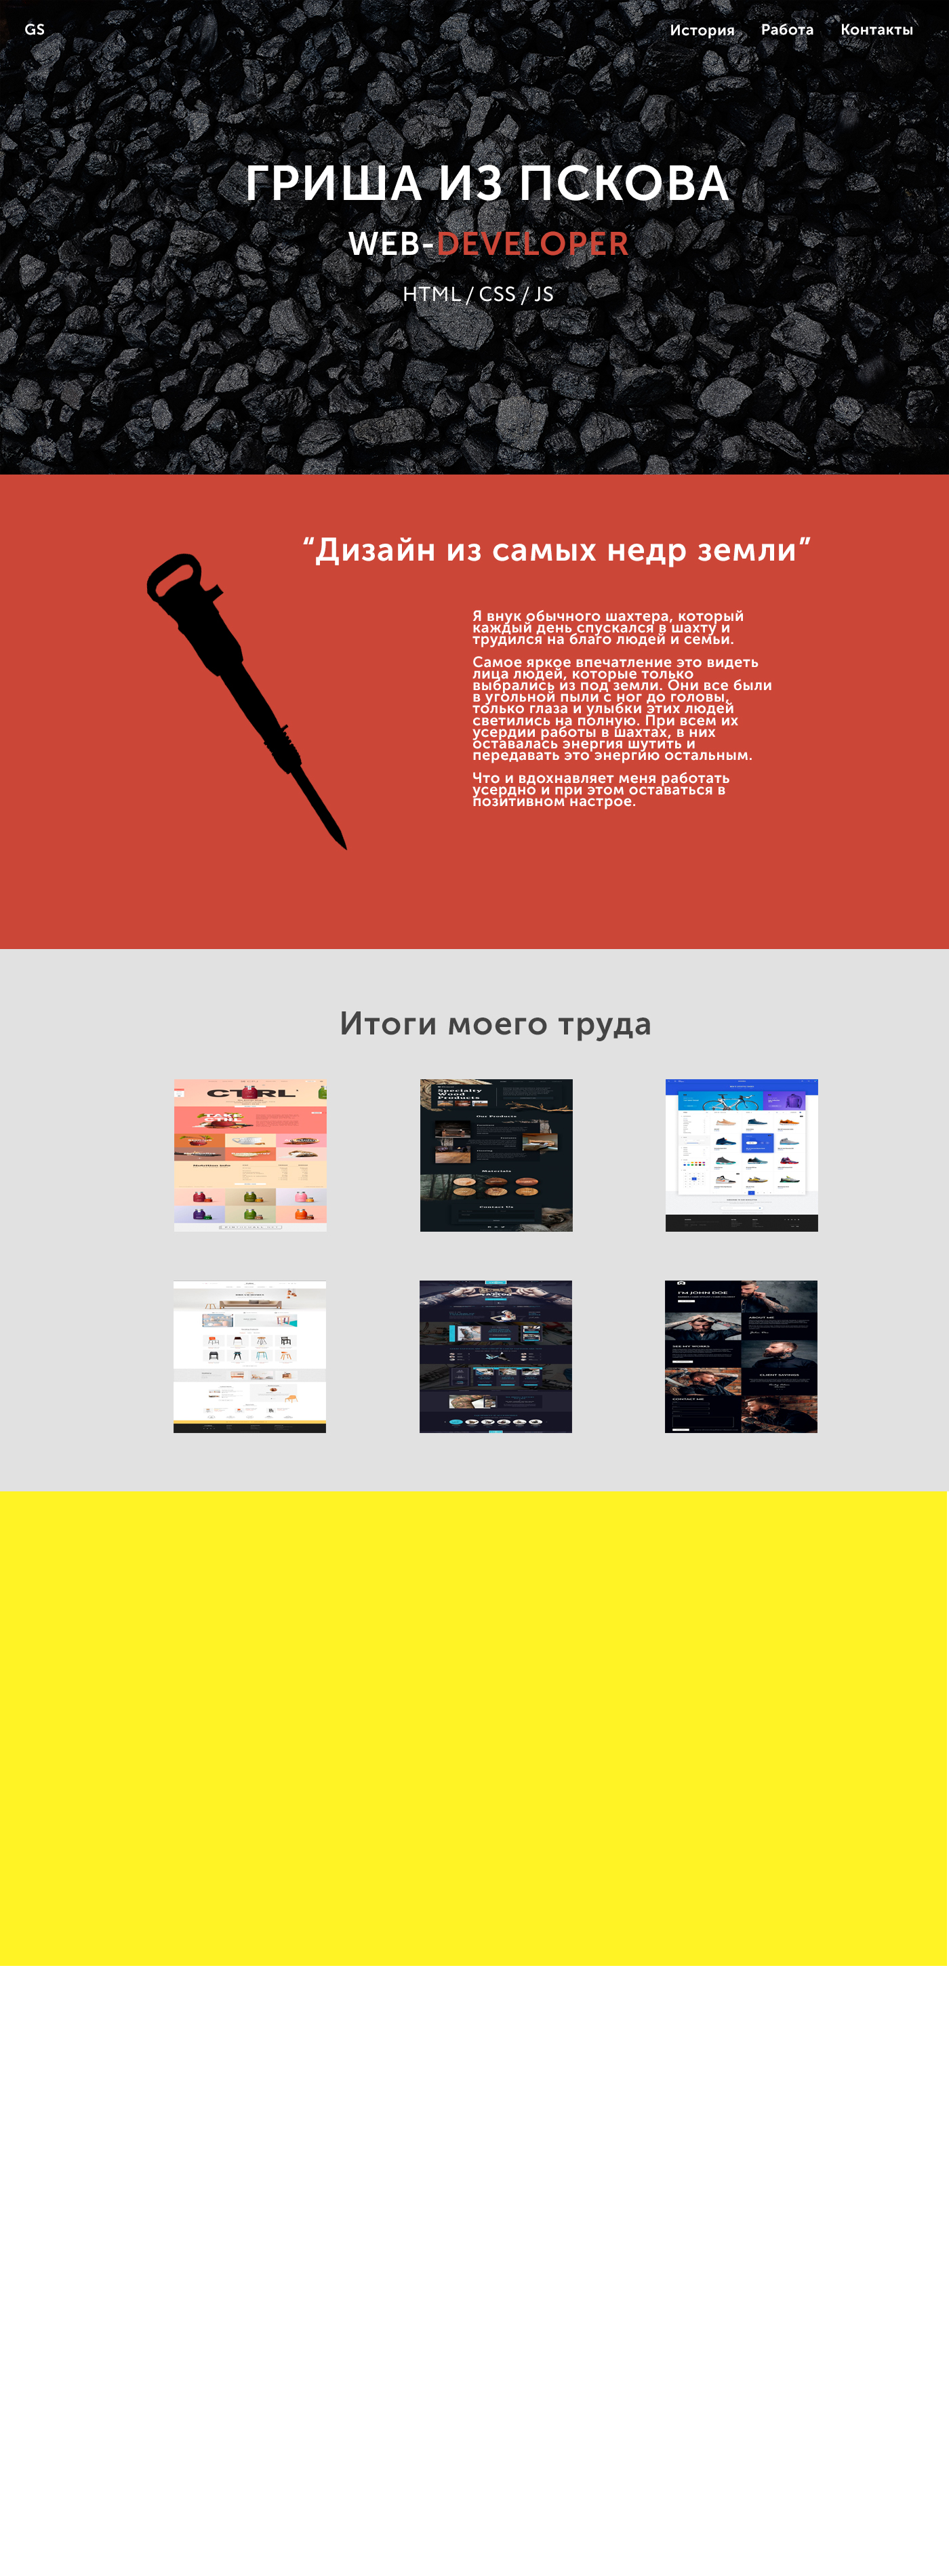 GS
История
Работа
Контакты
ГРИША ИЗ ПСКОВА
WEB-DEVELOPER
HTML / CSS / JS
“Дизайн из самых недр земли”
Я внук обычного шахтера, который
каждый день спускался в шахту и
трудился на благо людей и семьи.
Самое яркое впечатление это видеть
лица людей, которые только
выбрались из под земли. Они все были
в угольной пыли с ног до головы,
только глаза и улыбки этих людей
светились на полную. При всем их
усердии работы в шахтах, в них
оставалась энергия шутить и
передавать это энергию остальным.
Что и вдохнавляет меня работать
усердно и при этом оставаться в
позитивном настрое.
Итоги моего труда
Specialty
Wood
Products
Our Products
Materials
Contact Us
I'M JOHN DOE
ABOUT ME
SEE MY WORKS
CLIENT SAYINGS
CONTACT ME